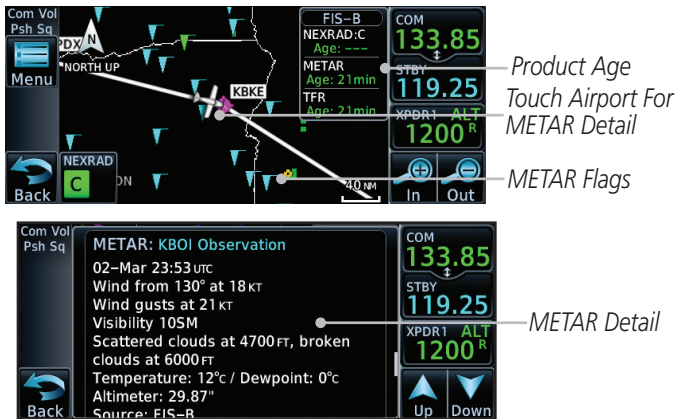 Com Vol
Psh Sq
PDX
N
NORTH UP
Menu
KBKE
FIS–B
NEXRAD:C
Age: –––
METAR
Age: 21min
TFR
Age: 21min
COM
133.85
STBY
119.25
XPDR1 ALT
1200 R
Product Age
Touch Airport For
METAR Detail
METAR Flags
NEXRAD
C
ON
40 NM
Back
In
Out
Com Vol
Psh Sq
METAR: KBOI Observation
02–Mar 23:53 UTC
Wind from 130° at 18 KT
Wind gusts at 21 KT
Visibility 10SM
Scattered clouds at 4700 FT, broken
clouds at 6000 FT
Temperature: 12°C / Dewpoint: 0°C
Altimeter: 29.87"
Source: FIS–B
COM
133.85
STBY
119.25
XPDR1 ALT
1200 R
METAR Detail
Back
Up
Down